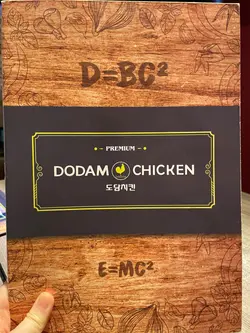 D=BC²
PREMIUM
DODAM CHICKEN
도담치킨
E=MC²